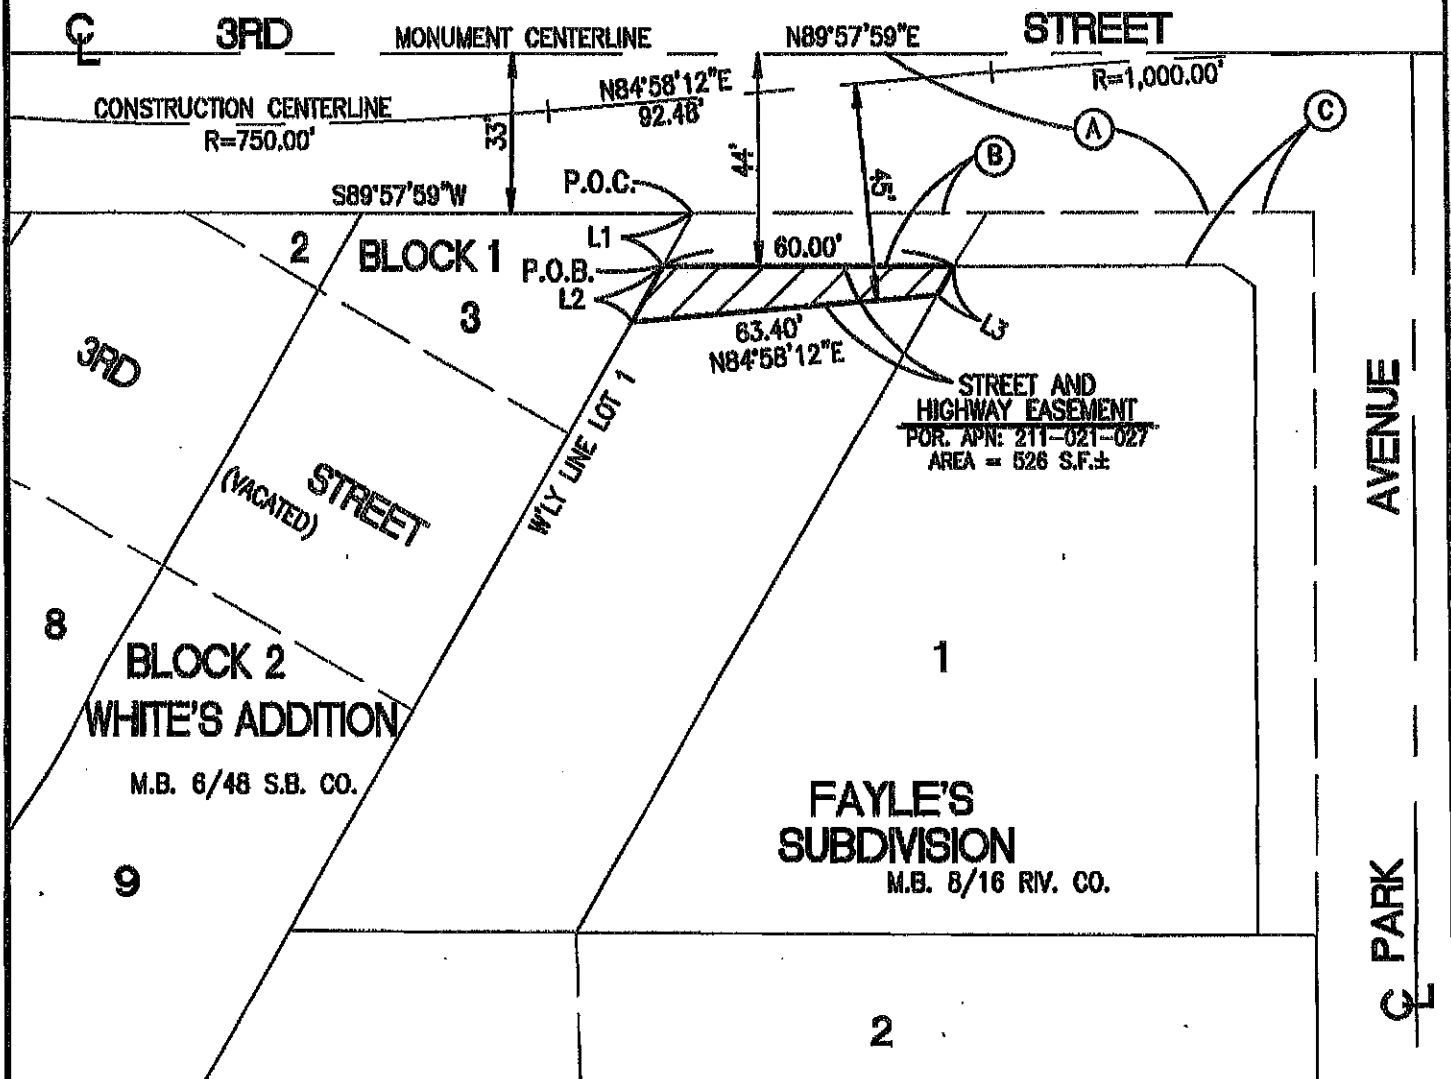 ℄ 3RD STREET
MONUMENT CENTERLINE
N89°57'59"E
CONSTRUCTION CENTERLINE
R=750.00'
N84°58'12"E
92.48'
R=1,000.00'
33'
44'
45'
A
B
C
S89°57'59"W
P.O.C.
L1
P.O.B.
L2
60.00'
L3
63.40'
N84°58'12"E
2
BLOCK 1
3
3RD
STREET
(VACATED)
W'LY LINE LOT 1
STREET AND
HIGHWAY EASEMENT
POR. APN: 211-021-027
AREA = 526 S.F.±
8
BLOCK 2
WHITE'S ADDITION
M.B. 6/48 S.B. CO.
9
1
FAYLE'S
SUBDIVISION
M.B. 8/16 RIV. CO.
2
℄ PARK AVENUE